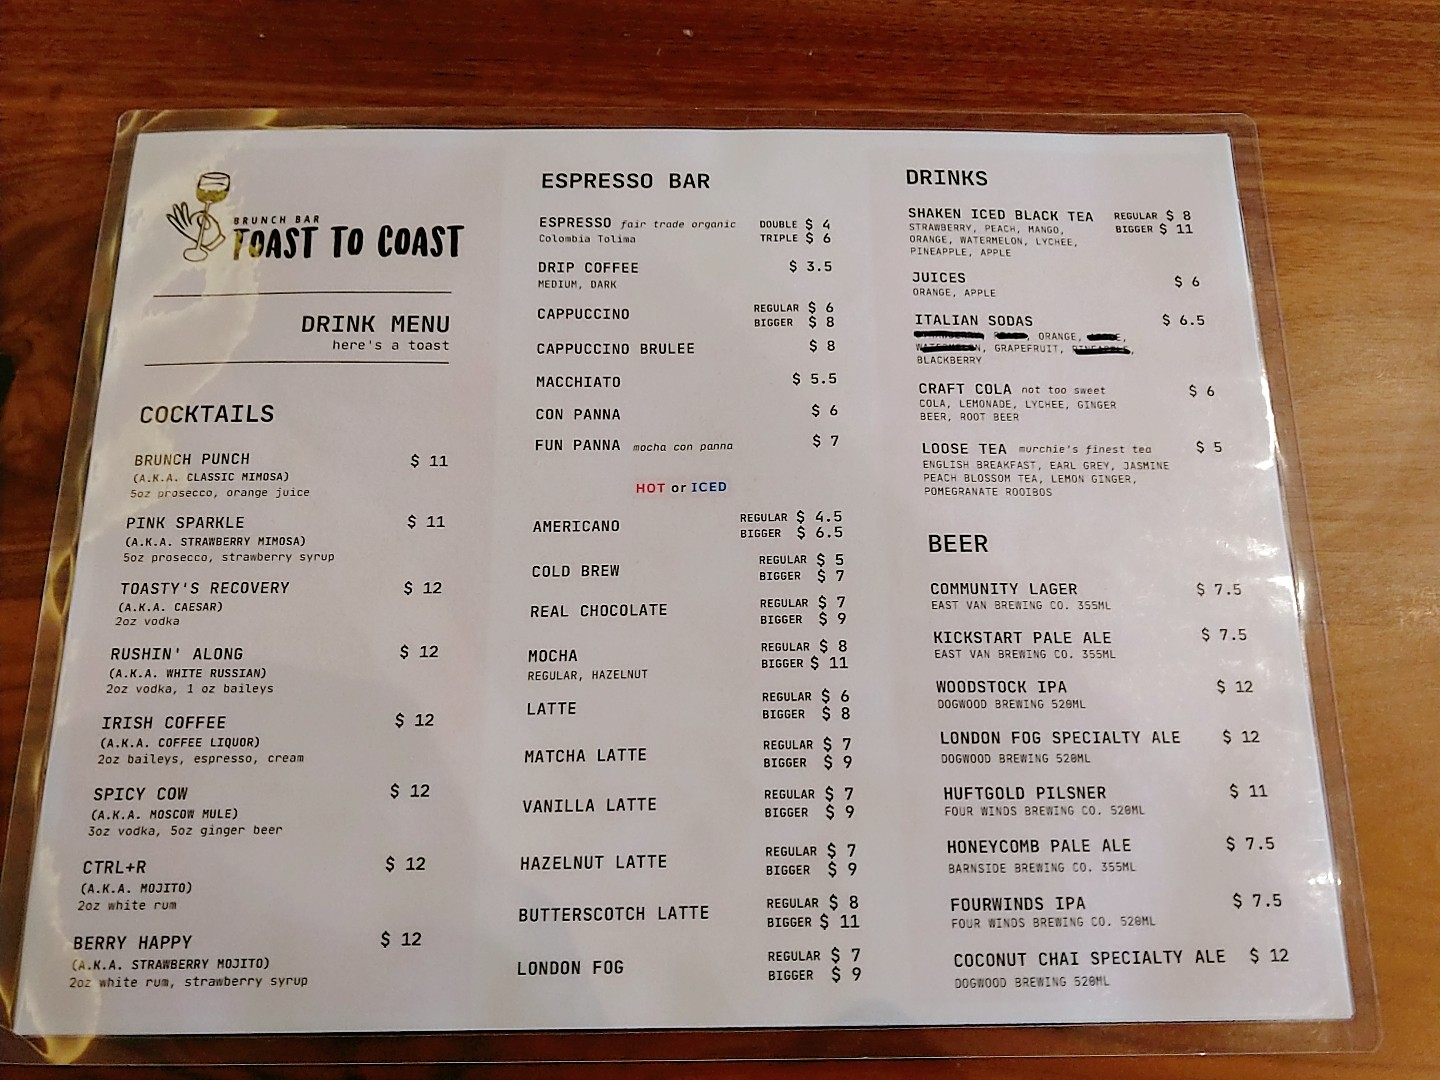 BRUNCH BAR
TOAST TO COAST
DRINK MENU
here's a toast
COCKTAILS
BRUNCH PUNCH $ 11
(A.K.A. CLASSIC MIMOSA)
5oz prosecco, orange juice
PINK SPARKLE $ 11
(A.K.A. STRAWBERRY MIMOSA)
5oz prosecco, strawberry syrup
TOASTY'S RECOVERY $ 12
(A.K.A. CAESAR)
2oz vodka
RUSHIN' ALONG $ 12
(A.K.A. WHITE RUSSIAN)
2oz vodka, 1 oz baileys
IRISH COFFEE $ 12
(A.K.A. COFFEE LIQUOR)
2oz baileys, espresso, cream
SPICY COW $ 12
(A.K.A. MOSCOW MULE)
3oz vodka, 5oz ginger beer
CTRL+R $ 12
(A.K.A. MOJITO)
2oz white rum
BERRY HAPPY $ 12
(A.K.A. STRAWBERRY MOJITO)
2oz white rum, strawberry syrup
ESPRESSO BAR
ESPRESSO fair trade organic DOUBLE $ 4
Colombia Tolima TRIPLE $ 6
DRIP COFFEE $ 3.5
MEDIUM, DARK
CAPPUCCINO REGULAR $ 6
BIGGER $ 8
CAPPUCCINO BRULEE $ 8
MACCHIATO $ 5.5
CON PANNA $ 6
FUN PANNA mocha con panna $ 7
HOT or ICED
AMERICANO REGULAR $ 4.5
BIGGER $ 6.5
COLD BREW REGULAR $ 5
BIGGER $ 7
REAL CHOCOLATE REGULAR $ 7
BIGGER $ 9
MOCHA REGULAR $ 8
BIGGER $ 11
REGULAR, HAZELNUT
LATTE REGULAR $ 6
BIGGER $ 8
MATCHA LATTE REGULAR $ 7
BIGGER $ 9
VANILLA LATTE REGULAR $ 7
BIGGER $ 9
HAZELNUT LATTE REGULAR $ 7
BIGGER $ 9
BUTTERSCOTCH LATTE REGULAR $ 8
BIGGER $ 11
LONDON FOG REGULAR $ 7
BIGGER $ 9
DRINKS
SHAKEN ICED BLACK TEA REGULAR $ 8
STRAWBERRY, PEACH, MANGO, BIGGER $ 11
ORANGE, WATERMELON, LYCHEE,
PINEAPPLE, APPLE
JUICES $ 6
ORANGE, APPLE
ITALIAN SODAS $ 6.5
, ORANGE,
, GRAPEFRUIT,
BLACKBERRY
CRAFT COLA not too sweet $ 6
COLA, LEMONADE, LYCHEE, GINGER
BEER, ROOT BEER
LOOSE TEA murchie's finest tea $ 5
ENGLISH BREAKFAST, EARL GREY, JASMINE
PEACH BLOSSOM TEA, LEMON GINGER,
POMEGRANATE ROOIBOS
BEER
COMMUNITY LAGER $ 7.5
EAST VAN BREWING CO. 355ML
KICKSTART PALE ALE $ 7.5
EAST VAN BREWING CO. 355ML
WOODSTOCK IPA $ 12
DOGWOOD BREWING 520ML
LONDON FOG SPECIALTY ALE $ 12
DOGWOOD BREWING 520ML
HUFTGOLD PILSNER $ 11
FOUR WINDS BREWING CO. 520ML
HONEYCOMB PALE ALE $ 7.5
BARNSIDE BREWING CO. 355ML
FOURWINDS IPA $ 7.5
FOUR WINDS BREWING CO. 520ML
COCONUT CHAI SPECIALTY ALE $ 12
DOGWOOD BREWING 520ML